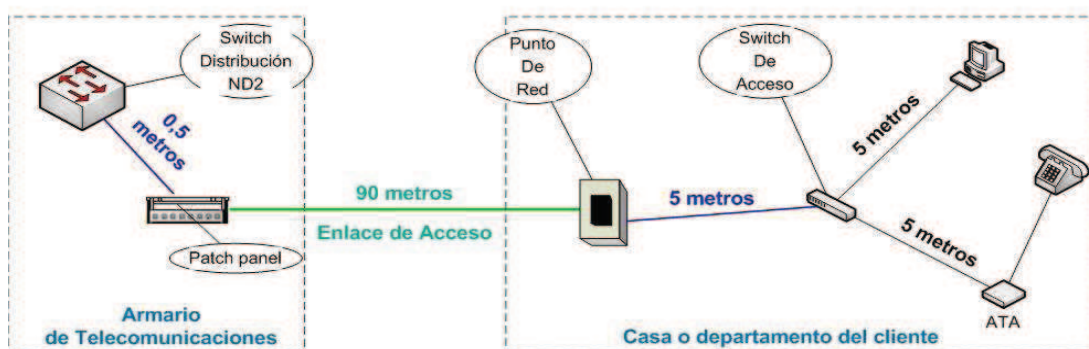 Switch
Distribución
ND2
Punto
De
Red
Switch
De
Acceso
0,5
metros
5 metros
90 metros
Enlace de Acceso
5 metros
5 metros
Patch panel
ATA
Armario
de Telecomunicaciones
Casa o departamento del cliente